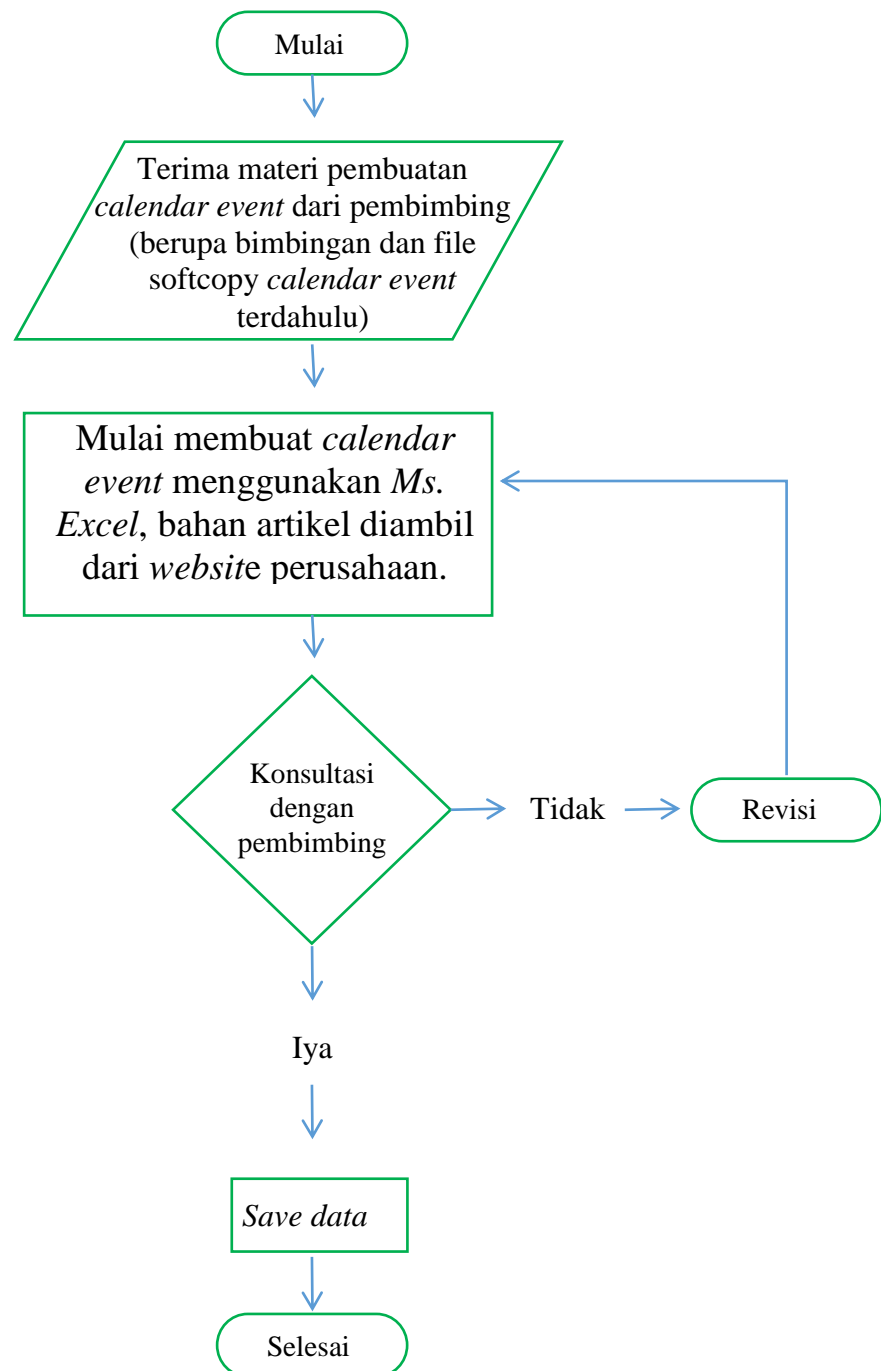 Mulai
Terima materi pembuatan
calendar event dari pembimbing
(berupa bimbingan dan file
softcopy calendar event
terdahulu)
Mulai membuat calendar
event menggunakan Ms.
Excel, bahan artikel diambil
dari website perusahaan.
Konsultasi
dengan
pembimbing
Tidak
Revisi
Iya
Save data
Selesai